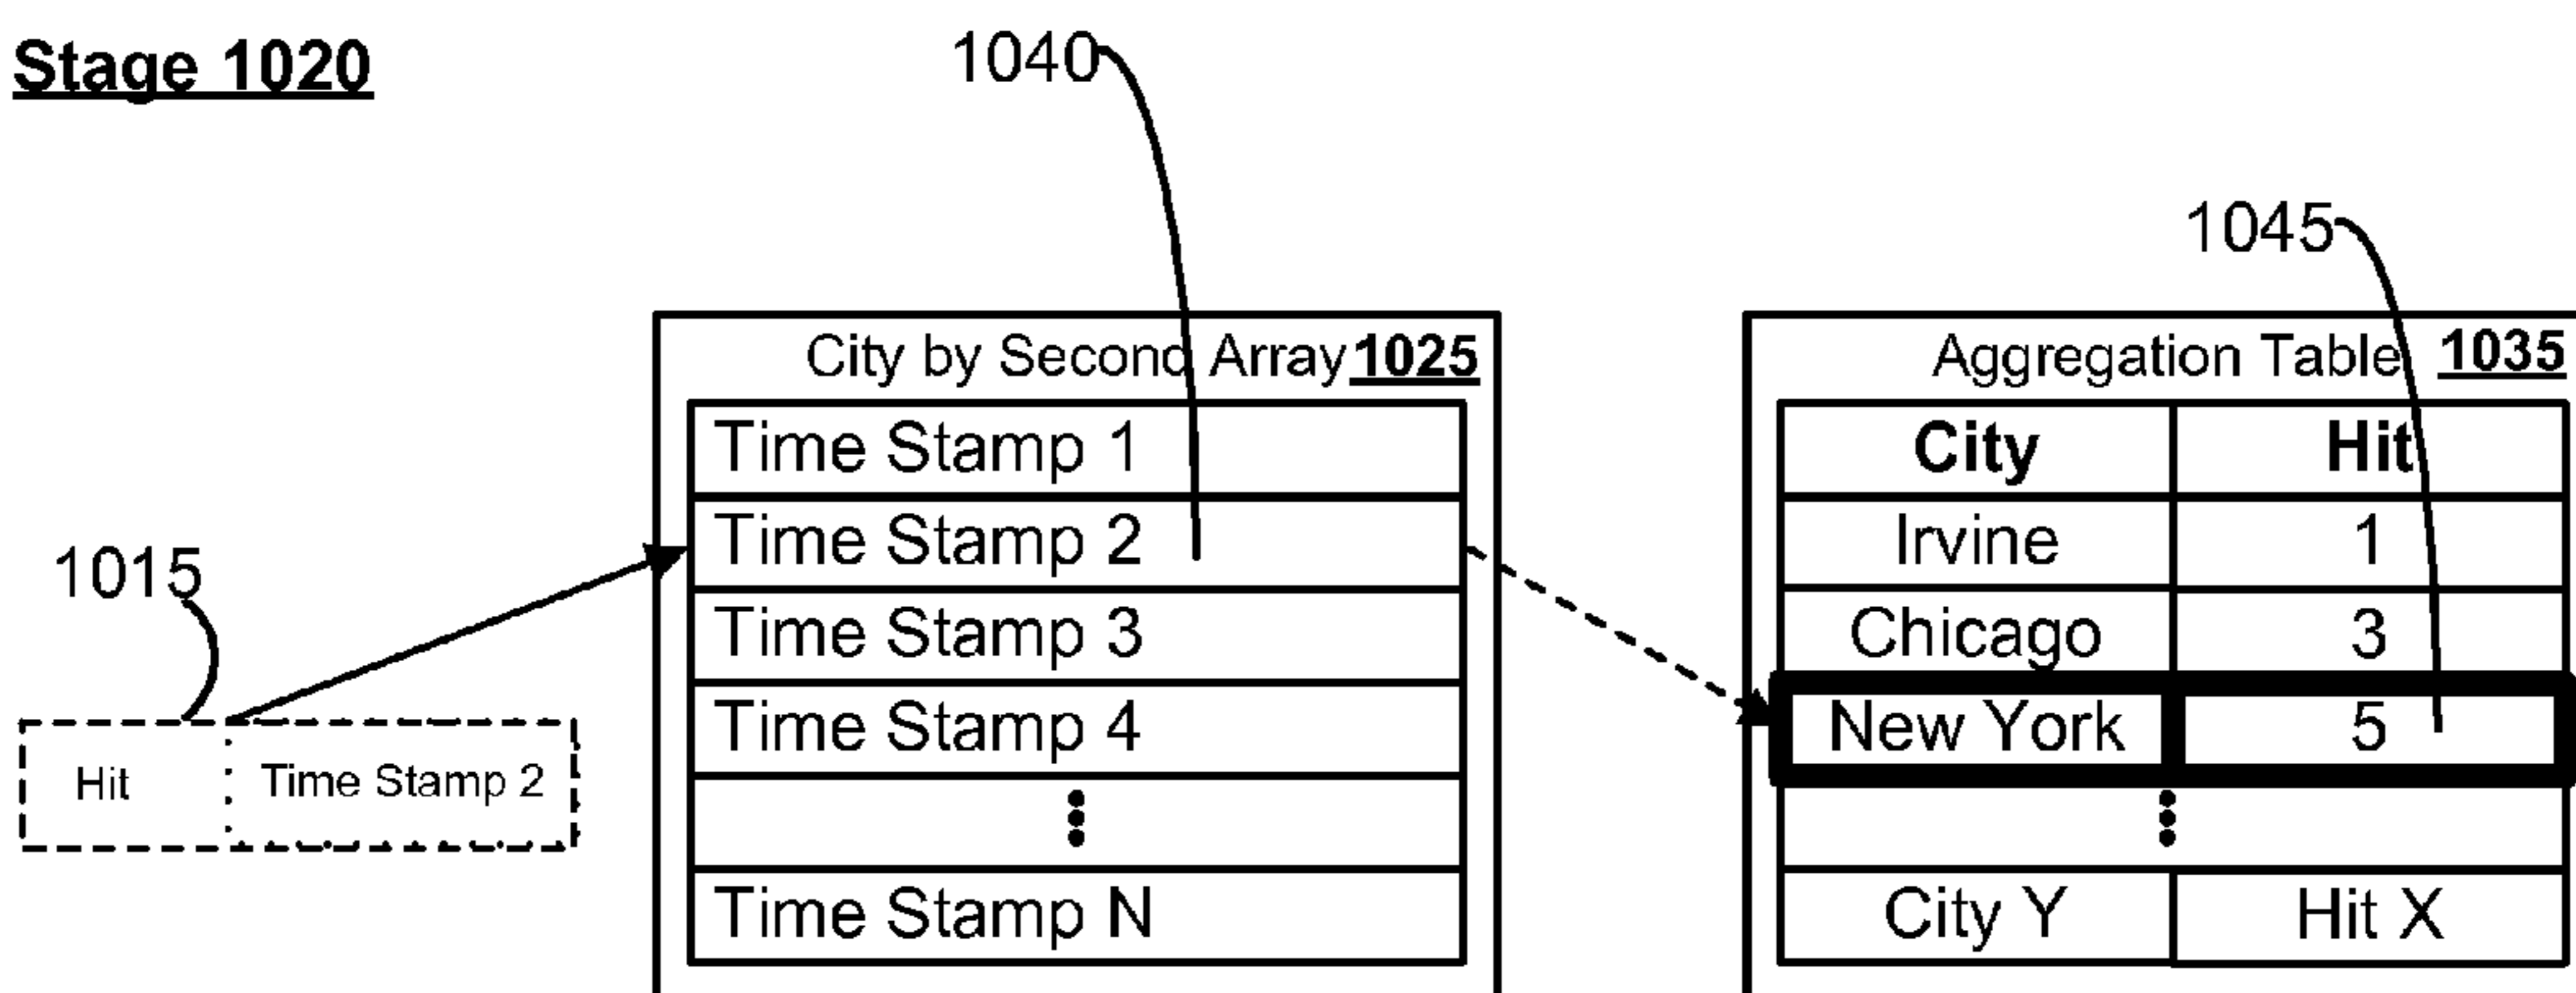 Stage 1020
1040
1045
City by Second Array 1025
Time Stamp 1
Time Stamp 2
Time Stamp 3
Time Stamp 4
Time Stamp N
1015
Hit Time Stamp 2
Aggregation Table 1035
City Hit
Irvine 1
Chicago 3
New York 5
City Y Hit X